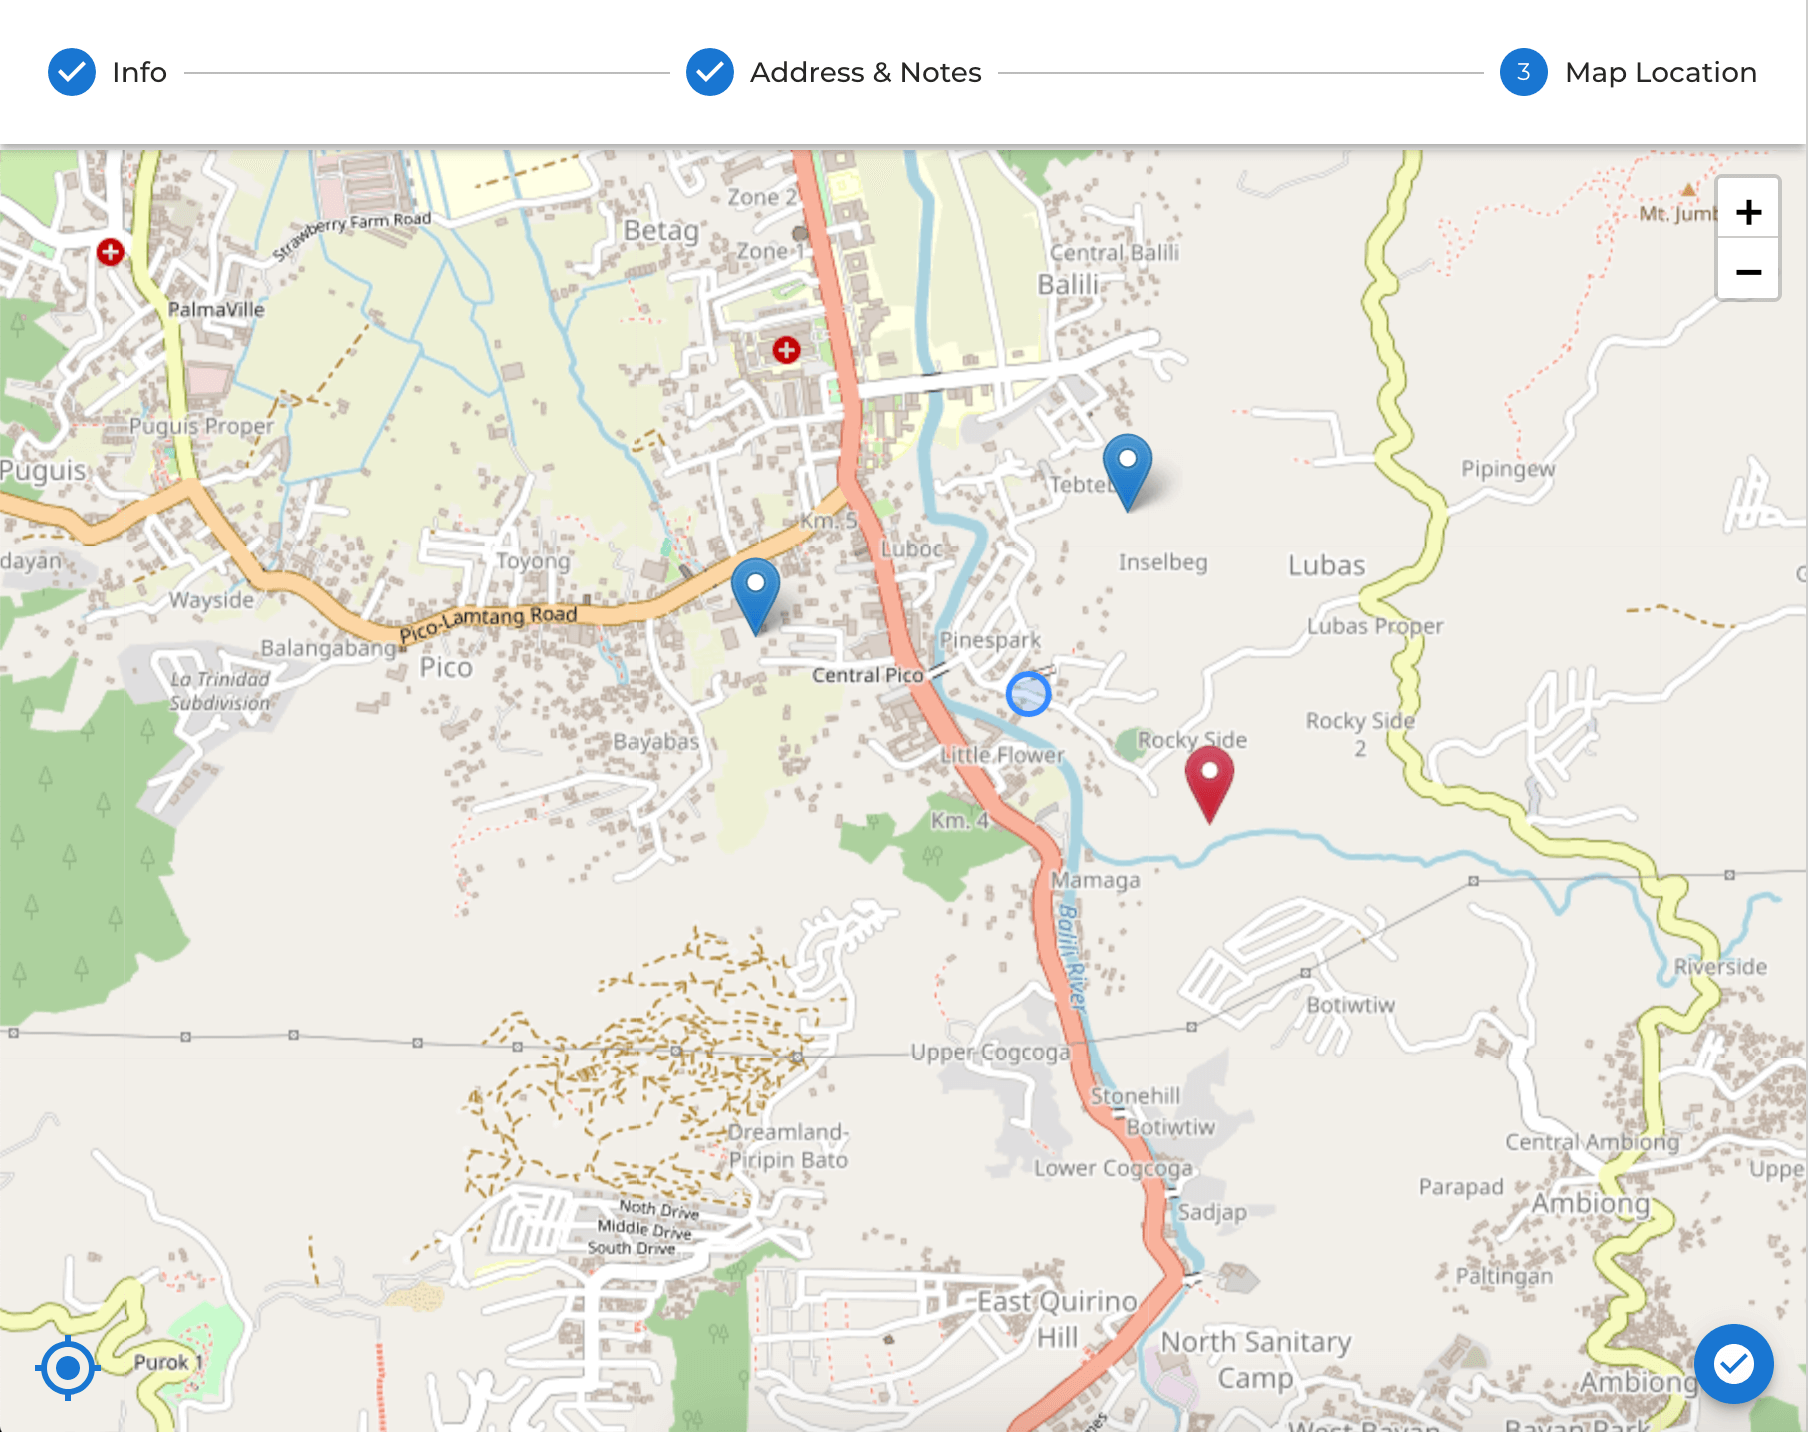 Info
Address & Notes
3
Map Location
Zone 2
Strawberry Farm Road
Betag
Mt. Jumb
+
Zone 1
Central Balili
−
Balili
PalmaVille
Puguis Proper
Puguis
Pipingew
Tebteb
Km. 5
Luboc
dayan
Toyong
Inselbeg
Lubas
Wayside
Pico-Lamtang Road
Lubas Proper
Balangabang
Pinespark
Pico
Central Pico
La Trinidad
Subdivision
Rocky Side
2
Bayabas
Rocky Side
Little Flower
Km. 4
Mamaga
Balili River
Riverside
Botiwtiw
Upper Cogcoga
Stonehill
Botiwtiw
Dreamland-
Piripin Bato
Central Ambiong
Lower Cogcoga
Uppe
Parapad
Ambiong
Noth Drive
Middle Drive
South Drive
Sadjap
Paltingan
East Quirino
Hill
North Sanitary
Camp
Purok 1
Ambiong
West Bayan
Bayan Park